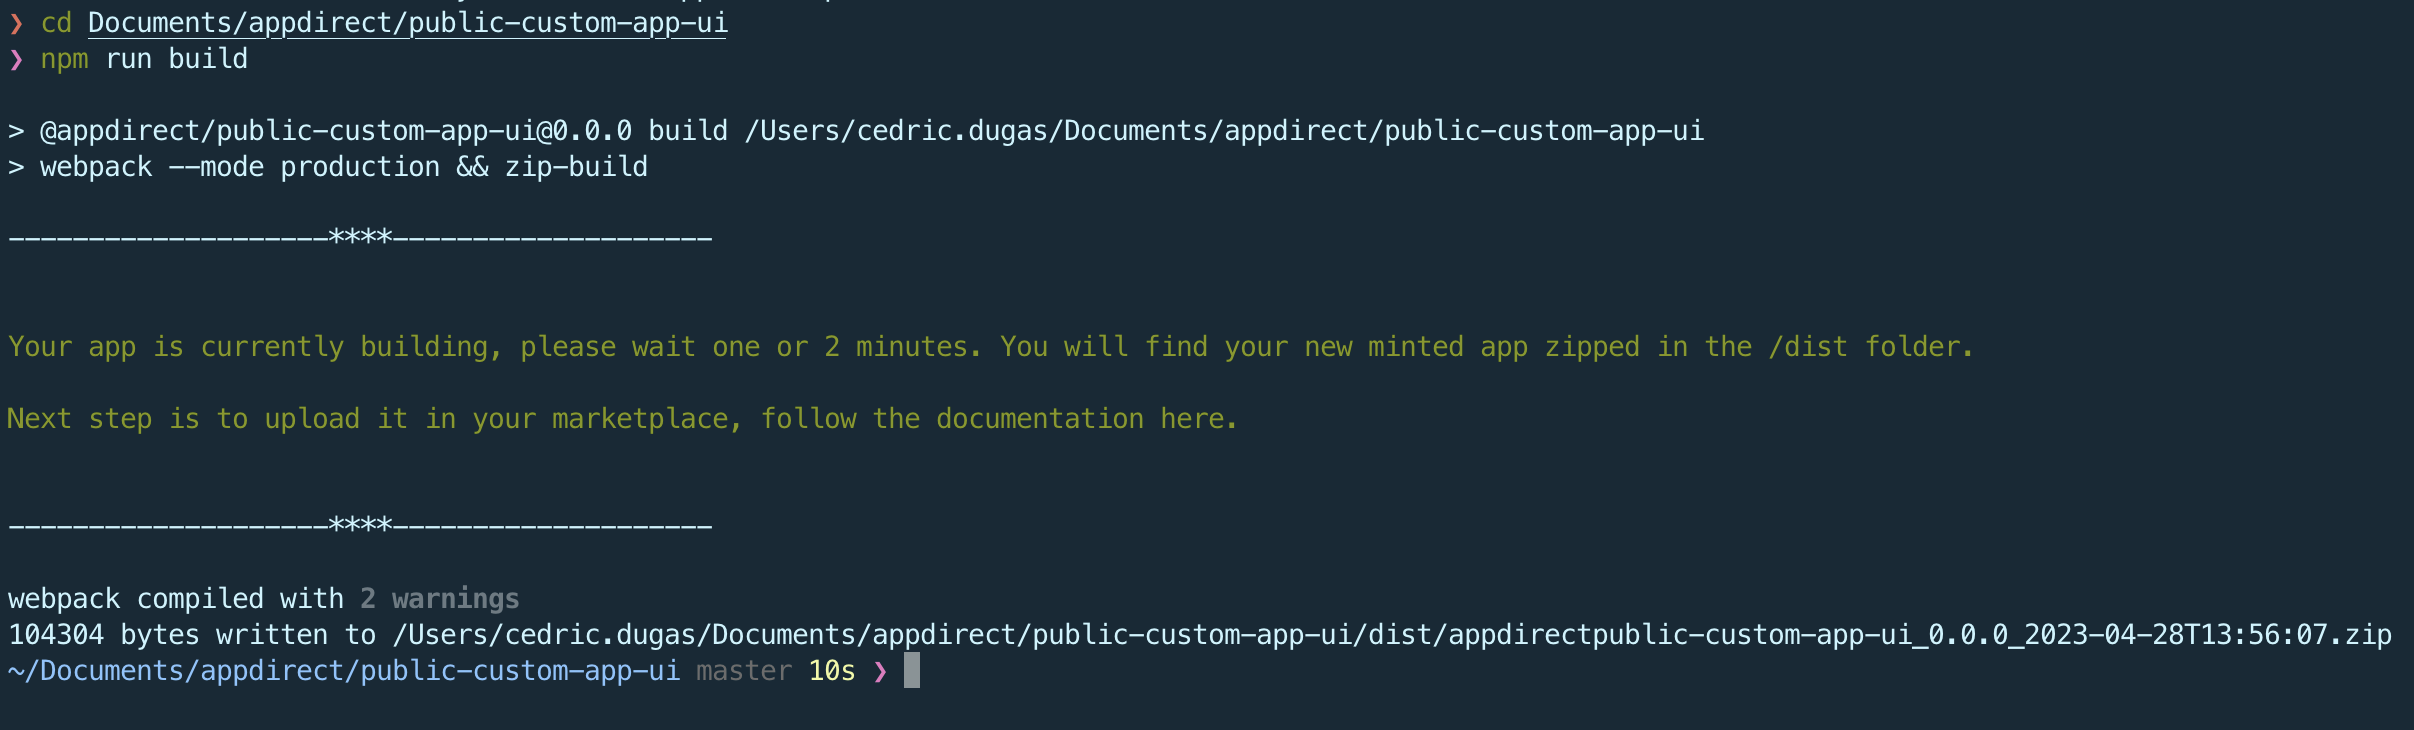 ❯ cd Documents/appdirect/public-custom-app-ui
❯ npm run build
> @appdirect/public-custom-app-ui@0.0.0 build /Users/cedric.dugas/Documents/appdirect/public-custom-app-ui
> webpack --mode production && zip-build
--------------------****--------------------
Your app is currently building, please wait one or 2 minutes. You will find your new minted app zipped in the /dist folder.
Next step is to upload it in your marketplace, follow the documentation here.
--------------------****--------------------
webpack compiled with 2 warnings
104304 bytes written to /Users/cedric.dugas/Documents/appdirect/public-custom-app-ui/dist/appdirectpublic-custom-app-ui_0.0.0_2023-04-28T13:56:07.zip
~/Documents/appdirect/public-custom-app-ui master 10s ❯